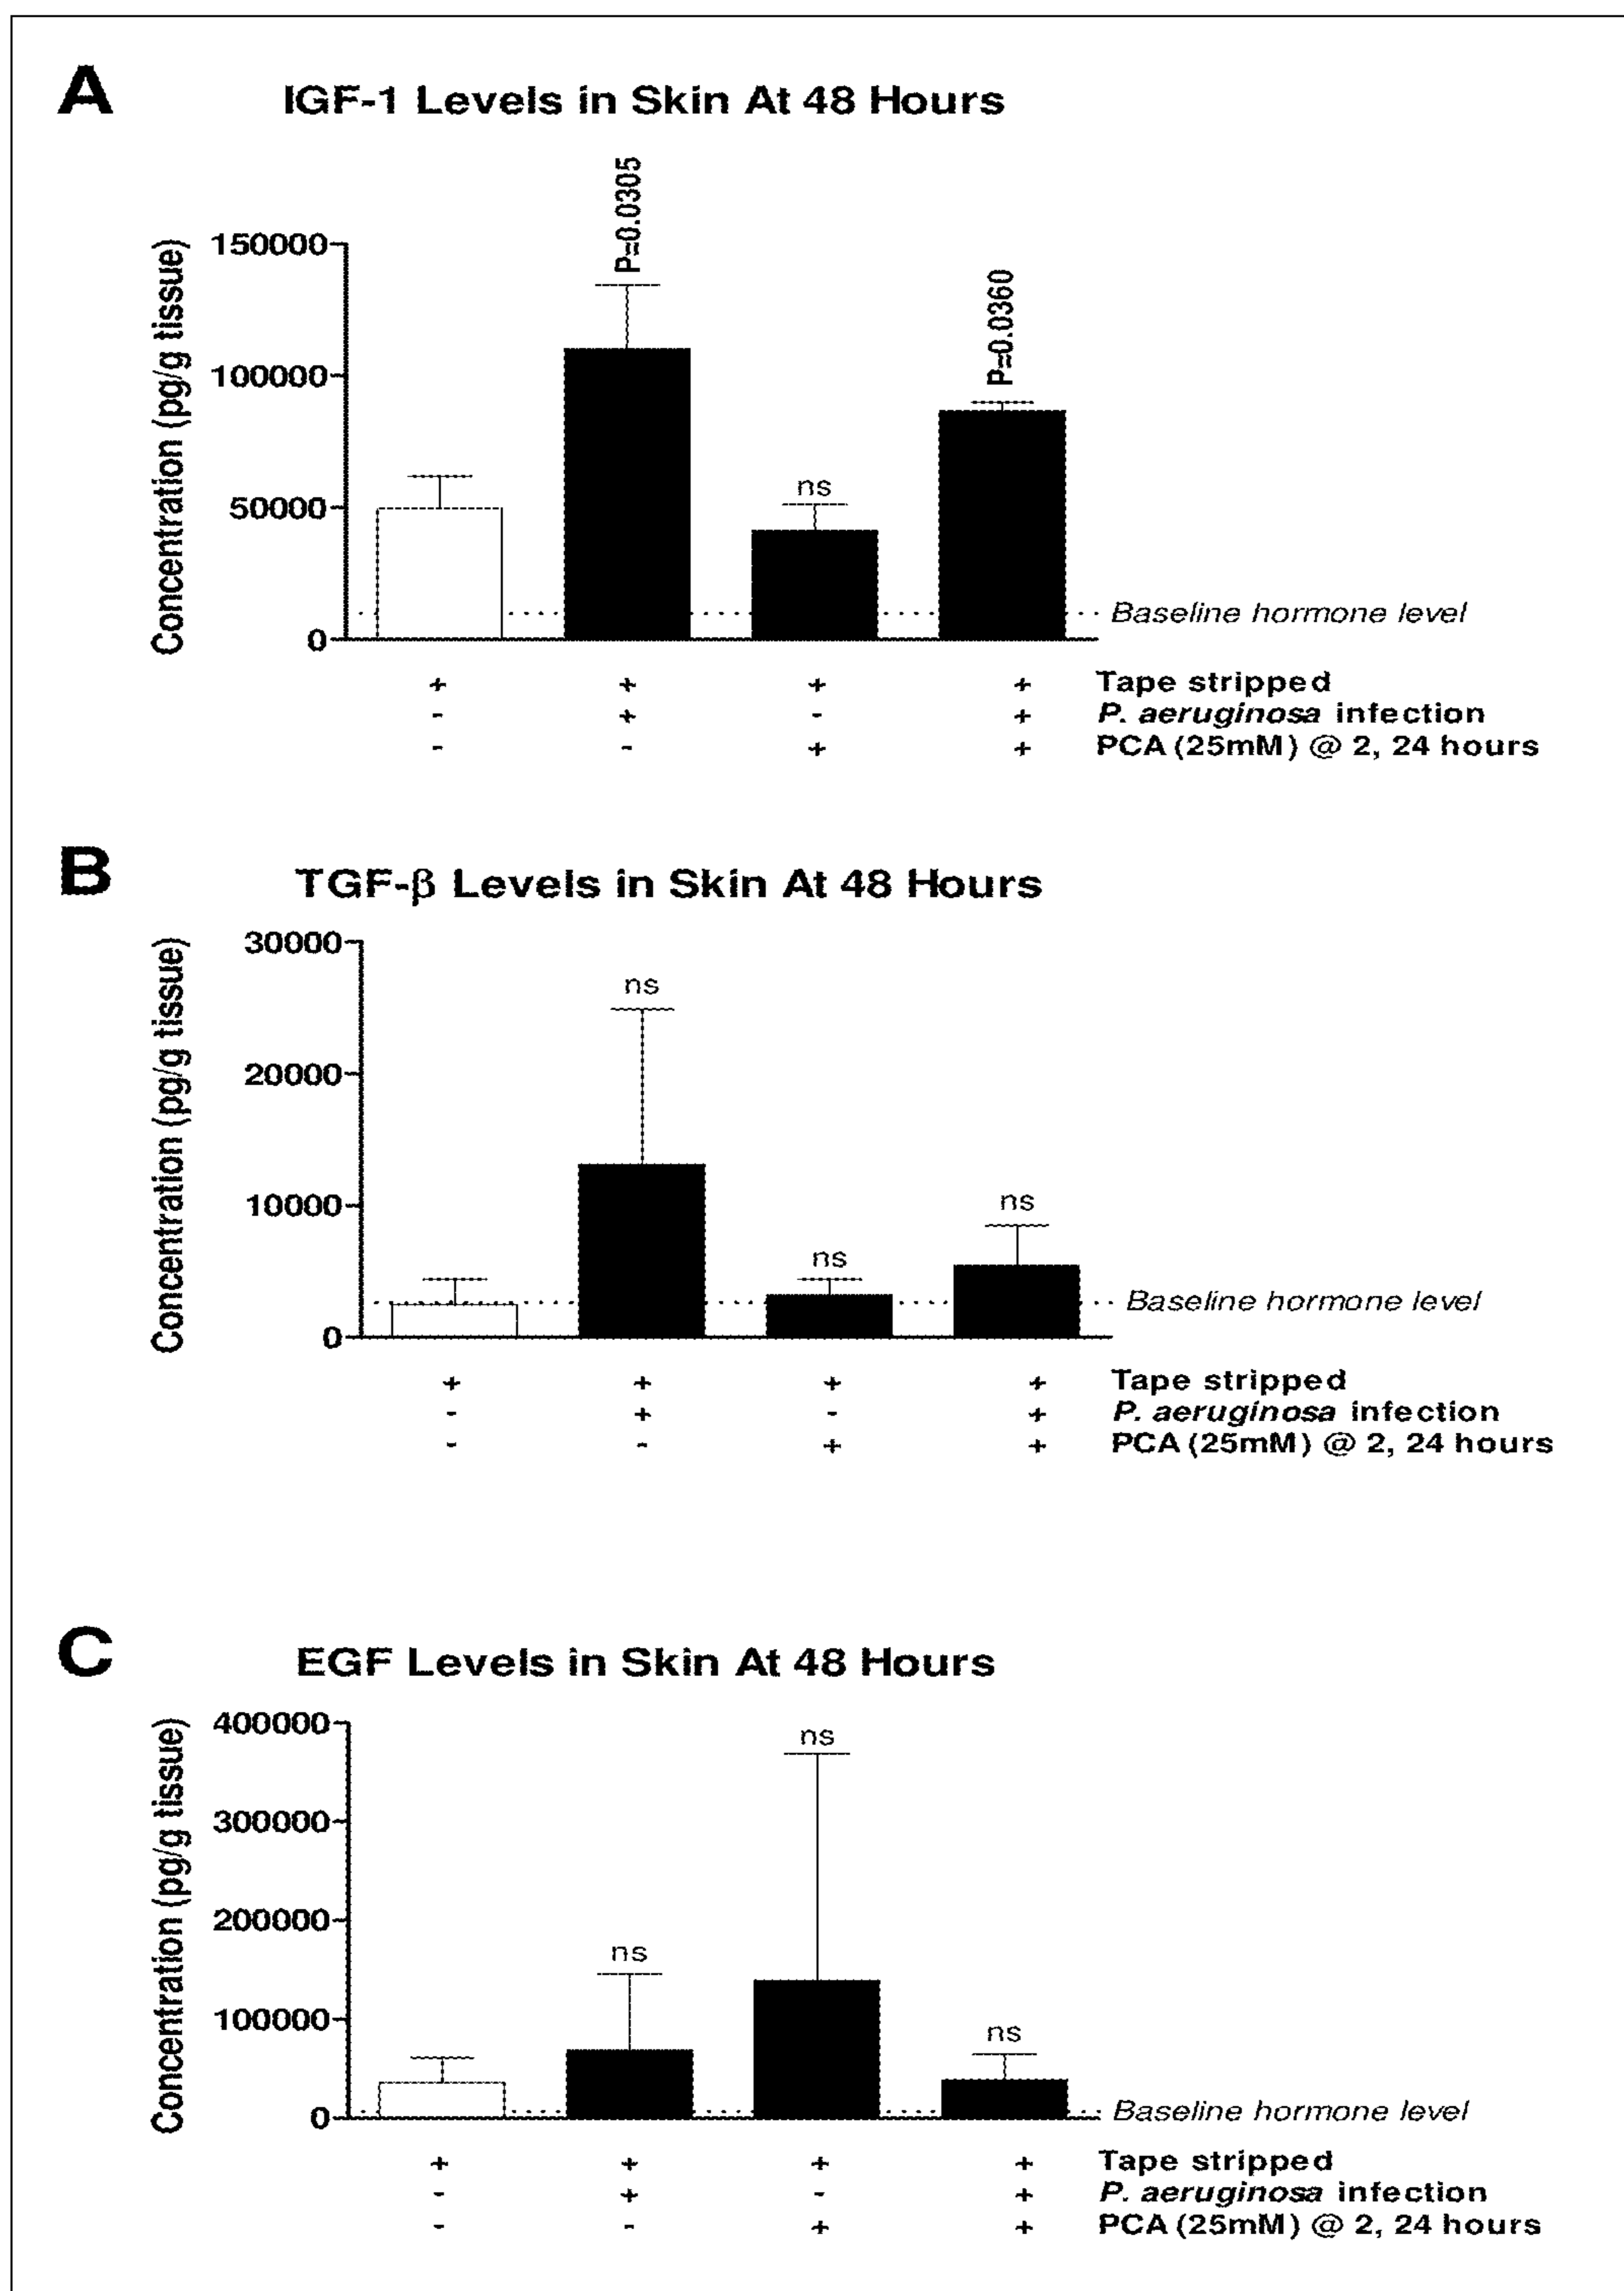 A
IGF-1 Levels in Skin At 48 Hours
Concentration (pg/g tissue)
150000
100000
50000
0
P=0.0305
ns
P=0.0360
Baseline hormone level
+ + + + Tape stripped
- + - + P. aeruginosa infection
- - + + PCA (25mM) @ 2, 24 hours
B
TGF-β Levels in Skin At 48 Hours
Concentration (pg/g tissue)
30000
20000
10000
0
ns
ns
ns
Baseline hormone level
+ + + + Tape stripped
- + - + P. aeruginosa infection
- - + + PCA (25mM) @ 2, 24 hours
C
EGF Levels in Skin At 48 Hours
Concentration (pg/g tissue)
400000
300000
200000
100000
0
ns
ns
ns
Baseline hormone level
+ + + + Tape stripped
- + - + P. aeruginosa infection
- - + + PCA (25mM) @ 2, 24 hours